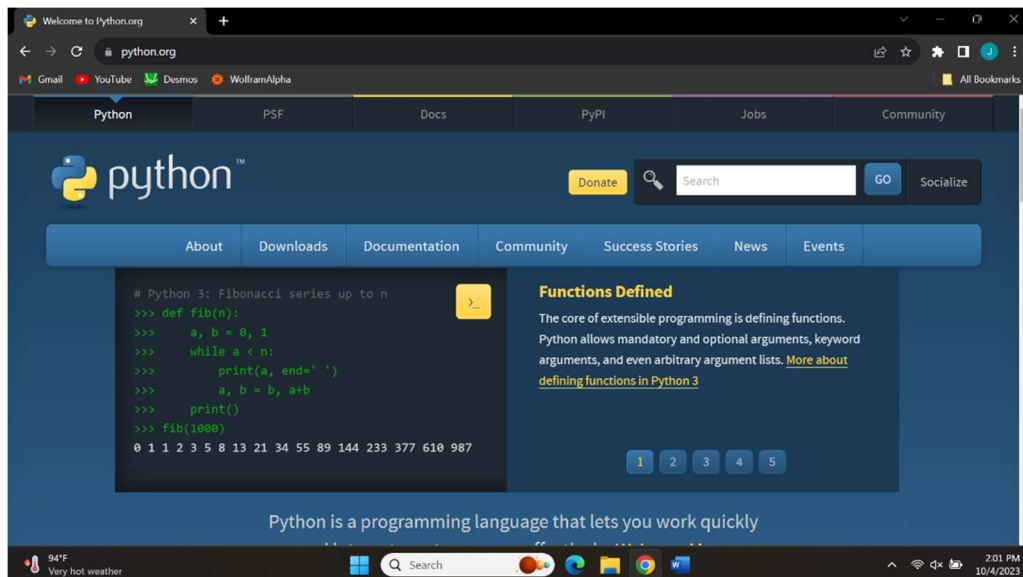 Welcome to Python.org
python.org
Gmail YouTube Desmos WolframAlpha All Bookmarks
Python PSF Docs PyPI Jobs Community
python™
Donate Search GO Socialize
About Downloads Documentation Community Success Stories News Events
# Python 3: Fibonacci series up to n
>>> def fib(n):
>>>     a, b = 0, 1
>>>     while a < n:
>>>         print(a, end=' ')
>>>         a, b = b, a+b
>>>     print()
>>> fib(1000)
0 1 1 2 3 5 8 13 21 34 55 89 144 233 377 610 987
>_
Functions Defined
The core of extensible programming is defining functions.
Python allows mandatory and optional arguments, keyword
arguments, and even arbitrary argument lists. More about
defining functions in Python 3
1 2 3 4 5
Python is a programming language that lets you work quickly
94°F
Very hot weather
Search
2:01 PM
10/4/2023